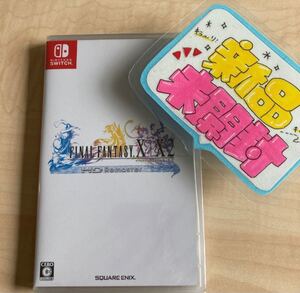 NINTENDO
SWITCH
新品
未開封
FINAL FANTASY X/X-2
HD Remaster
CERO
C
SQUARE ENIX.